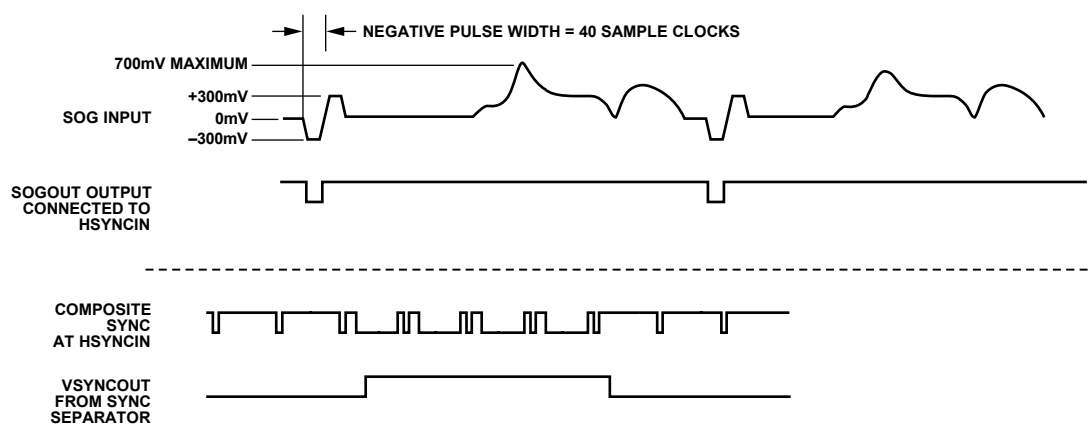 NEGATIVE PULSE WIDTH = 40 SAMPLE CLOCKS
700mV MAXIMUM
+300mV
SOG INPUT
0mV
–300mV
SOGOUT OUTPUT
CONNECTED TO
HSYNCIN
COMPOSITE
SYNC
AT HSYNCIN
VSYNCOUT
FROM SYNC
SEPARATOR